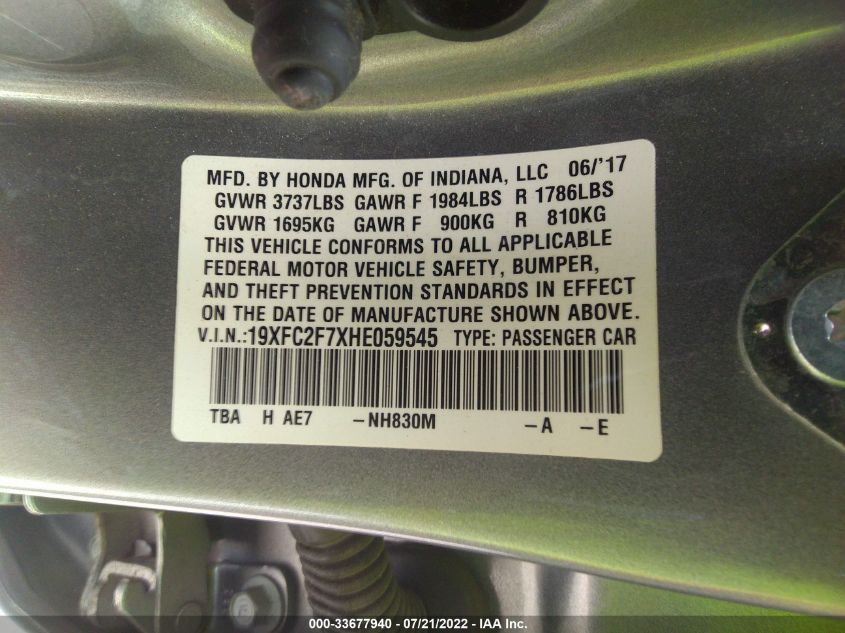 MFD. BY HONDA MFG. OF INDIANA, LLC 06/'17
GVWR 3737LBS GAWR F 1984LBS R 1786LBS
GVWR 1695KG GAWR F 900KG R 810KG
THIS VEHICLE CONFORMS TO ALL APPLICABLE
FEDERAL MOTOR VEHICLE SAFETY, BUMPER,
AND THEFT PREVENTION STANDARDS IN EFFECT
ON THE DATE OF MANUFACTURE SHOWN ABOVE.
V.I.N.:19XFC2F7XHE059545 TYPE: PASSENGER CAR
TBA H AE7 –NH830M –A –E
000-33677940 - 07/21/2022 - IAA Inc.